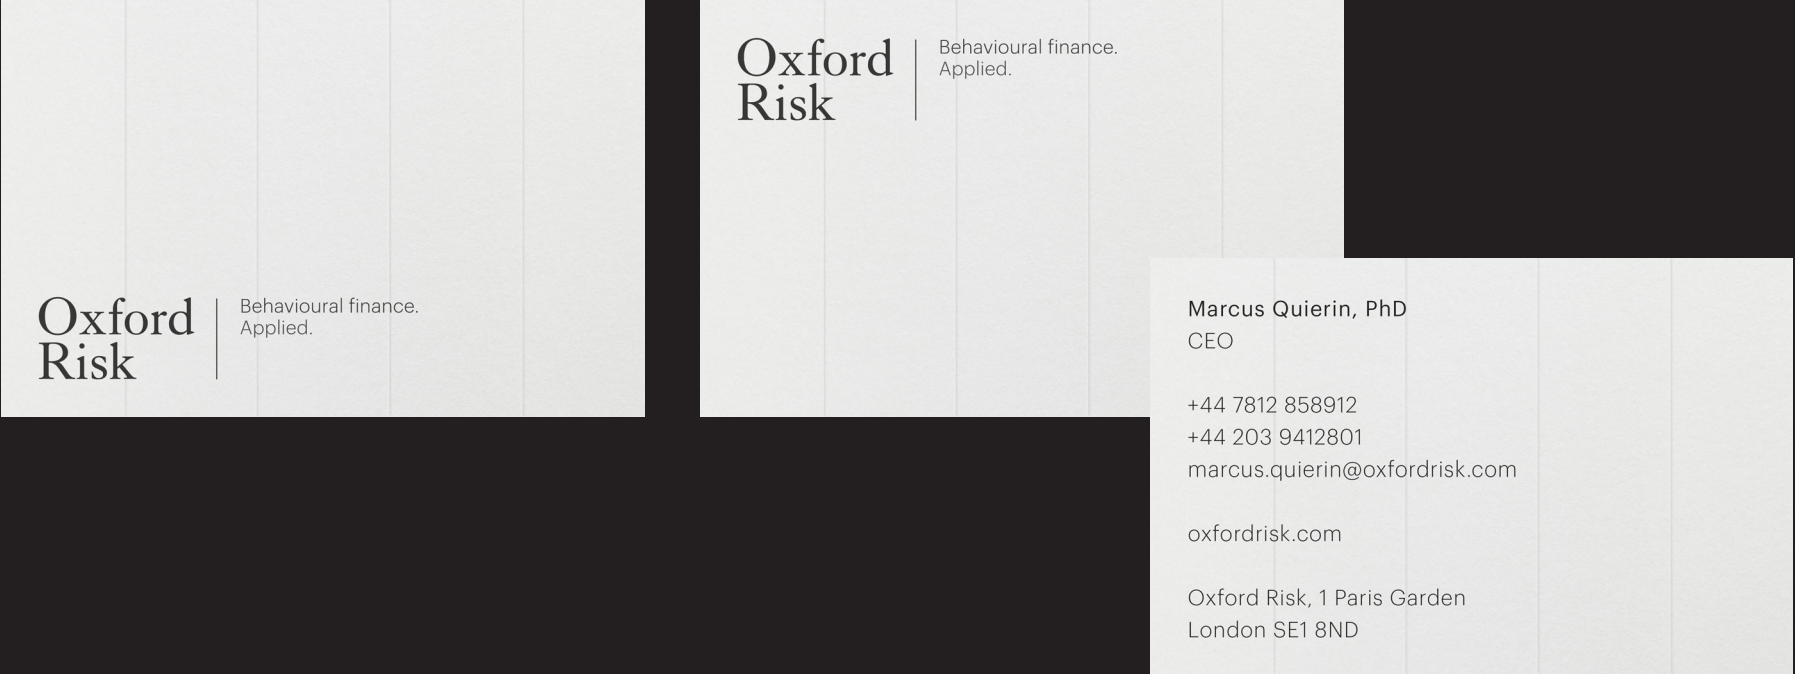 Oxford
Risk
Behavioural finance.
Applied.
Oxford
Risk
Behavioural finance.
Applied.
Marcus Quierin, PhD
CEO
+44 7812 858912
+44 203 9412801
marcus.quierin@oxfordrisk.com
oxfordrisk.com
Oxford Risk, 1 Paris Garden
London SE1 8ND